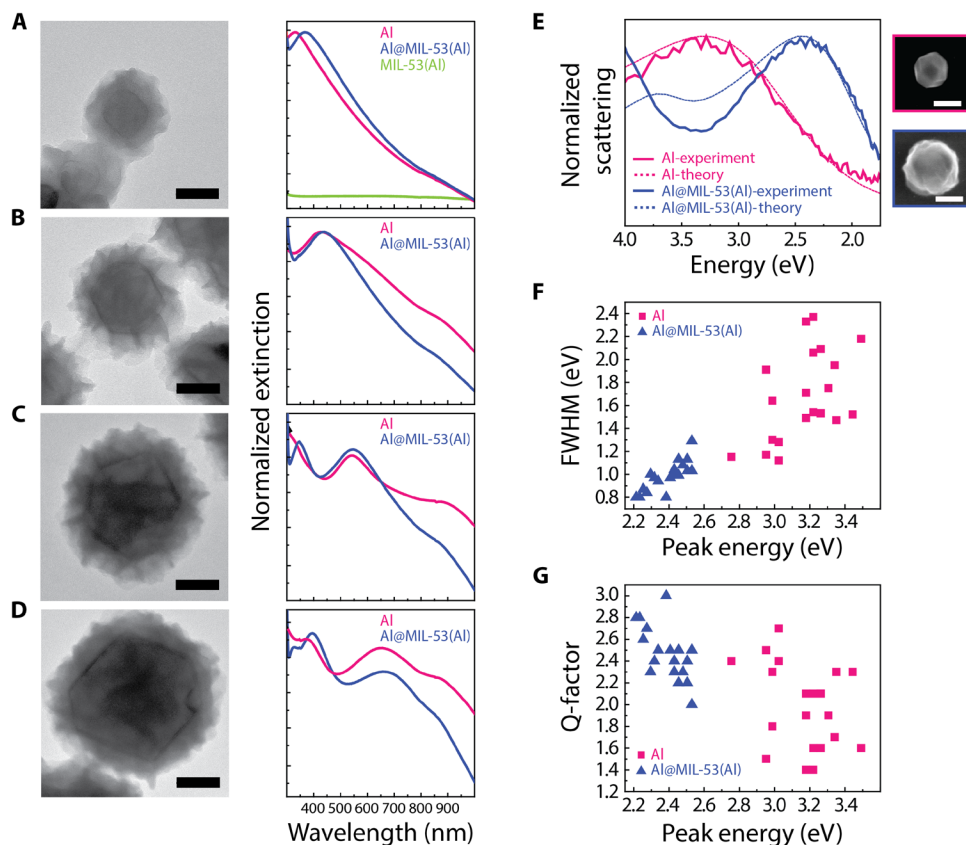 A
Al
Al@MIL-53(Al)
MIL-53(Al)
B
Al
Al@MIL-53(Al)
C
Al
Al@MIL-53(Al)
D
Al
Al@MIL-53(Al)
Normalized extinction
400 500 600 700 800 900
Wavelength (nm)
E
Normalized
scattering
Al-experiment
Al-theory
Al@MIL-53(Al)-experiment
Al@MIL-53(Al)-theory
4.0 3.5 3.0 2.5 2.0
Energy (eV)
F
FWHM (eV)
2.4
2.0
1.8
1.6
1.4
1.2
1.0
0.8
Al
Al@MIL-53(Al)
2.2 2.4 2.6 2.8 3.0 3.2 3.4
Peak energy (eV)
G
Q-factor
3.0
2.8
2.6
2.4
2.0
1.8
1.6
1.4
1.2
Al
Al@MIL-53(Al)
2.2 2.4 2.6 2.8 3.0 3.2 3.4
Peak energy (eV)